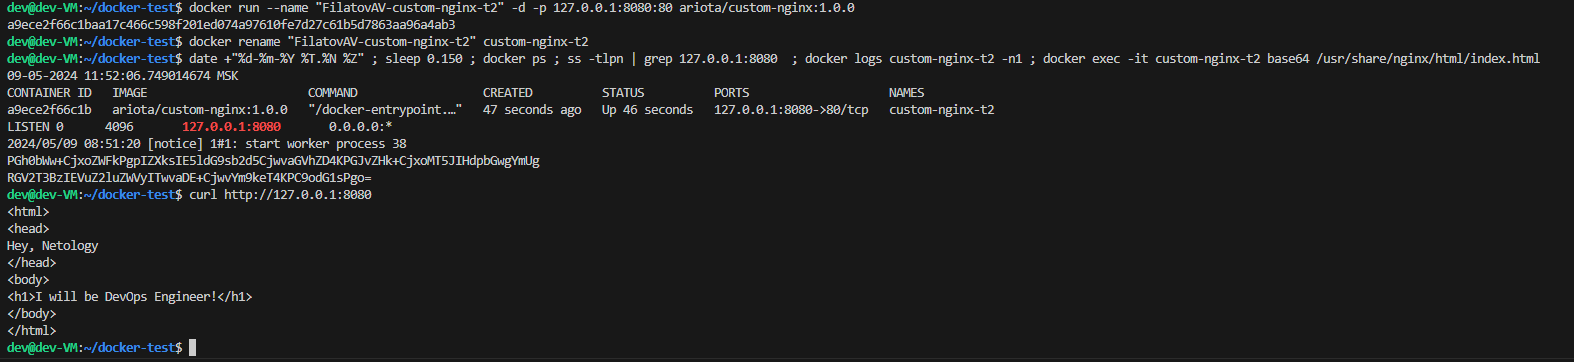 dev@dev-VM:~/docker-test$ docker run --name "FilatovAV-custom-nginx-t2" -d -p 127.0.0.1:8080:80 ariota/custom-nginx:1.0.0
a9ece2f66c1baa17c466c598f201ed074a97610fe7d27c61b5d7863aa96a4ab3
dev@dev-VM:~/docker-test$ docker rename "FilatovAV-custom-nginx-t2" custom-nginx-t2
dev@dev-VM:~/docker-test$ date +"%d-%m-%Y %T.%N %Z" ; sleep 0.150 ; docker ps ; ss -tlpn | grep 127.0.0.1:8080  ; docker logs custom-nginx-t2 -n1 ; docker exec -it custom-nginx-t2 base64 /usr/share/nginx/html/index.html
09-05-2024 11:52:06.749014674 MSK
CONTAINER ID   IMAGE                       COMMAND                  CREATED          STATUS          PORTS                    NAMES
a9ece2f66c1b   ariota/custom-nginx:1.0.0   "/docker-entrypoint.…"   47 seconds ago   Up 46 seconds   127.0.0.1:8080->80/tcp   custom-nginx-t2
LISTEN 0      4096       127.0.0.1:8080       0.0.0.0:*
2024/05/09 08:51:20 [notice] 1#1: start worker process 38
PGh0bWw+CjxoZWFkPgpIZXksIE5ldG9sb2d5CjwvaGVhZD4KPGJvZHk+CjxoMT5JIHdpbGwgYmUg
RGV2T3BzIEVuZ2luZWVyITwvaDE+CjwvYm9keT4KPC9odG1sPgo=
dev@dev-VM:~/docker-test$ curl http://127.0.0.1:8080
<html>
<head>
Hey, Netology
</head>
<body>
<h1>I will be DevOps Engineer!</h1>
</body>
</html>
dev@dev-VM:~/docker-test$